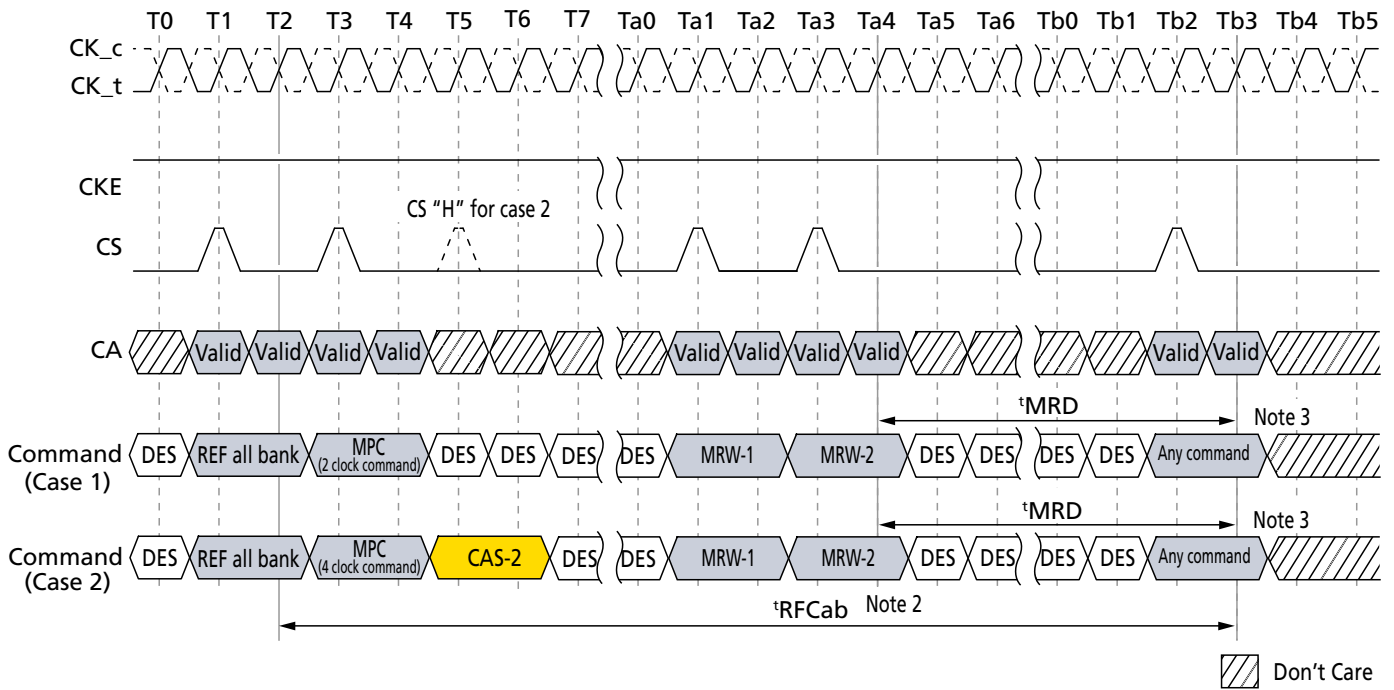 T0 T1 T2 T3 T4 T5 T6 T7 Ta0 Ta1 Ta2 Ta3 Ta4 Ta5 Ta6 Tb0 Tb1 Tb2 Tb3 Tb4 Tb5
CK_c
CK_t
CKE
CS "H" for case 2
CS
CA Valid Valid Valid Valid Valid Valid Valid Valid Valid Valid
tMRD Note 3
Command (Case 1) DES REF all bank MPC (2 clock command) DES DES DES DES MRW-1 MRW-2 DES DES DES DES Any command
tMRD Note 3
Command (Case 2) DES REF all bank MPC (4 clock command) CAS-2 DES DES MRW-1 MRW-2 DES DES DES DES Any command
tRFCab Note 2
Don't Care